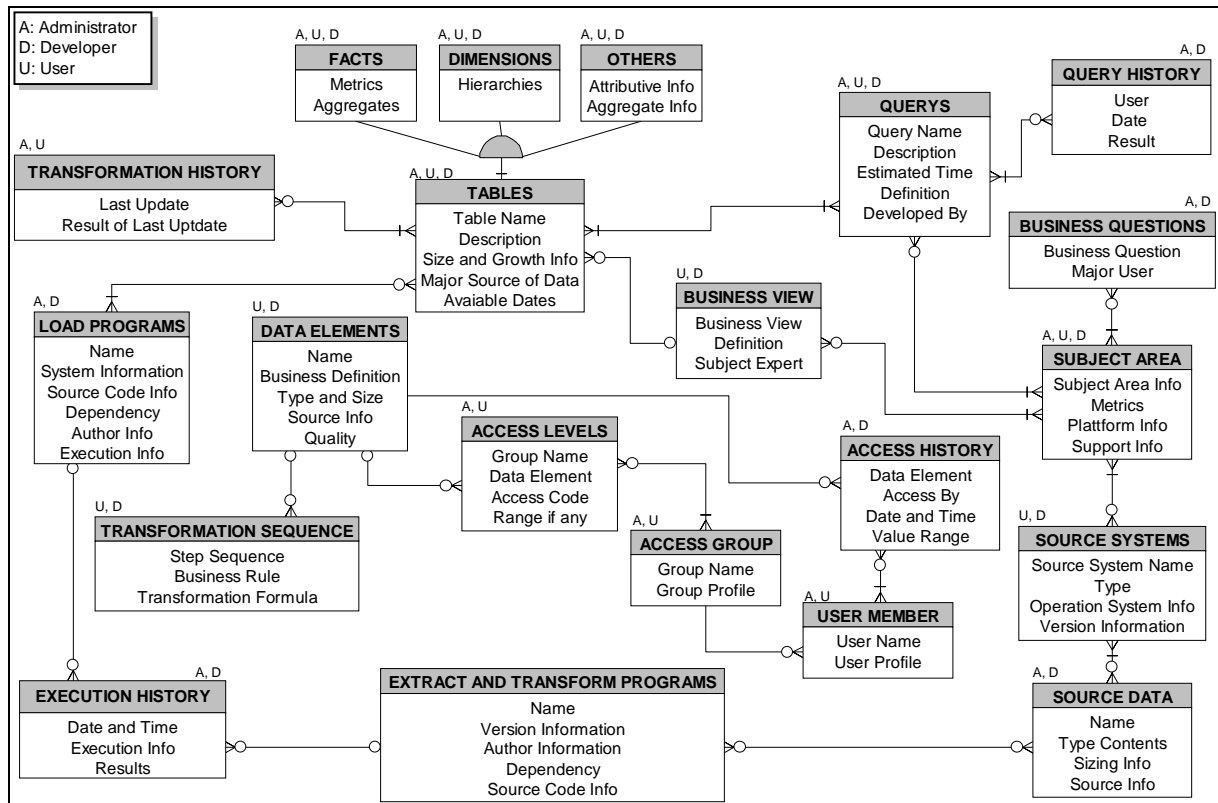 A: Administrator
D: Developer
U: User
A, U, D
FACTS
Metrics
Aggregates
A, U, D
DIMENSIONS
Hierarchies
A, U, D
OTHERS
Attributive Info
Aggregate Info
A, U, D
QUERYS
Query Name
Description
Estimated Time
Definition
Developed By
A, D
QUERY HISTORY
User
Date
Result
A, U
TRANSFORMATION HISTORY
Last Update
Result of Last Uptdate
A, U, D
TABLES
Table Name
Description
Size and Growth Info
Major Source of Data
Avaiable Dates
A, D
BUSINESS QUESTIONS
Business Question
Major User
U, D
BUSINESS VIEW
Business View
Definition
Subject Expert
A, D
LOAD PROGRAMS
Name
System Information
Source Code Info
Dependency
Author Info
Execution Info
U, D
DATA ELEMENTS
Name
Business Definition
Type and Size
Source Info
Quality
A, U, D
SUBJECT AREA
Subject Area Info
Metrics
Plattform Info
Support Info
A, U
ACCESS LEVELS
Group Name
Data Element
Access Code
Range if any
A, D
ACCESS HISTORY
Data Element
Access By
Date and Time
Value Range
U, D
TRANSFORMATION SEQUENCE
Step Sequence
Business Rule
Transformation Formula
A, U
ACCESS GROUP
Group Name
Group Profile
U, D
SOURCE SYSTEMS
Source System Name
Type
Operation System Info
Version Information
A, U
USER MEMBER
User Name
User Profile
A, D
EXECUTION HISTORY
Date and Time
Execution Info
Results
EXTRACT AND TRANSFORM PROGRAMS
Name
Version Information
Author Information
Dependency
Source Code Info
A, D
SOURCE DATA
Name
Type Contents
Sizing Info
Source Info